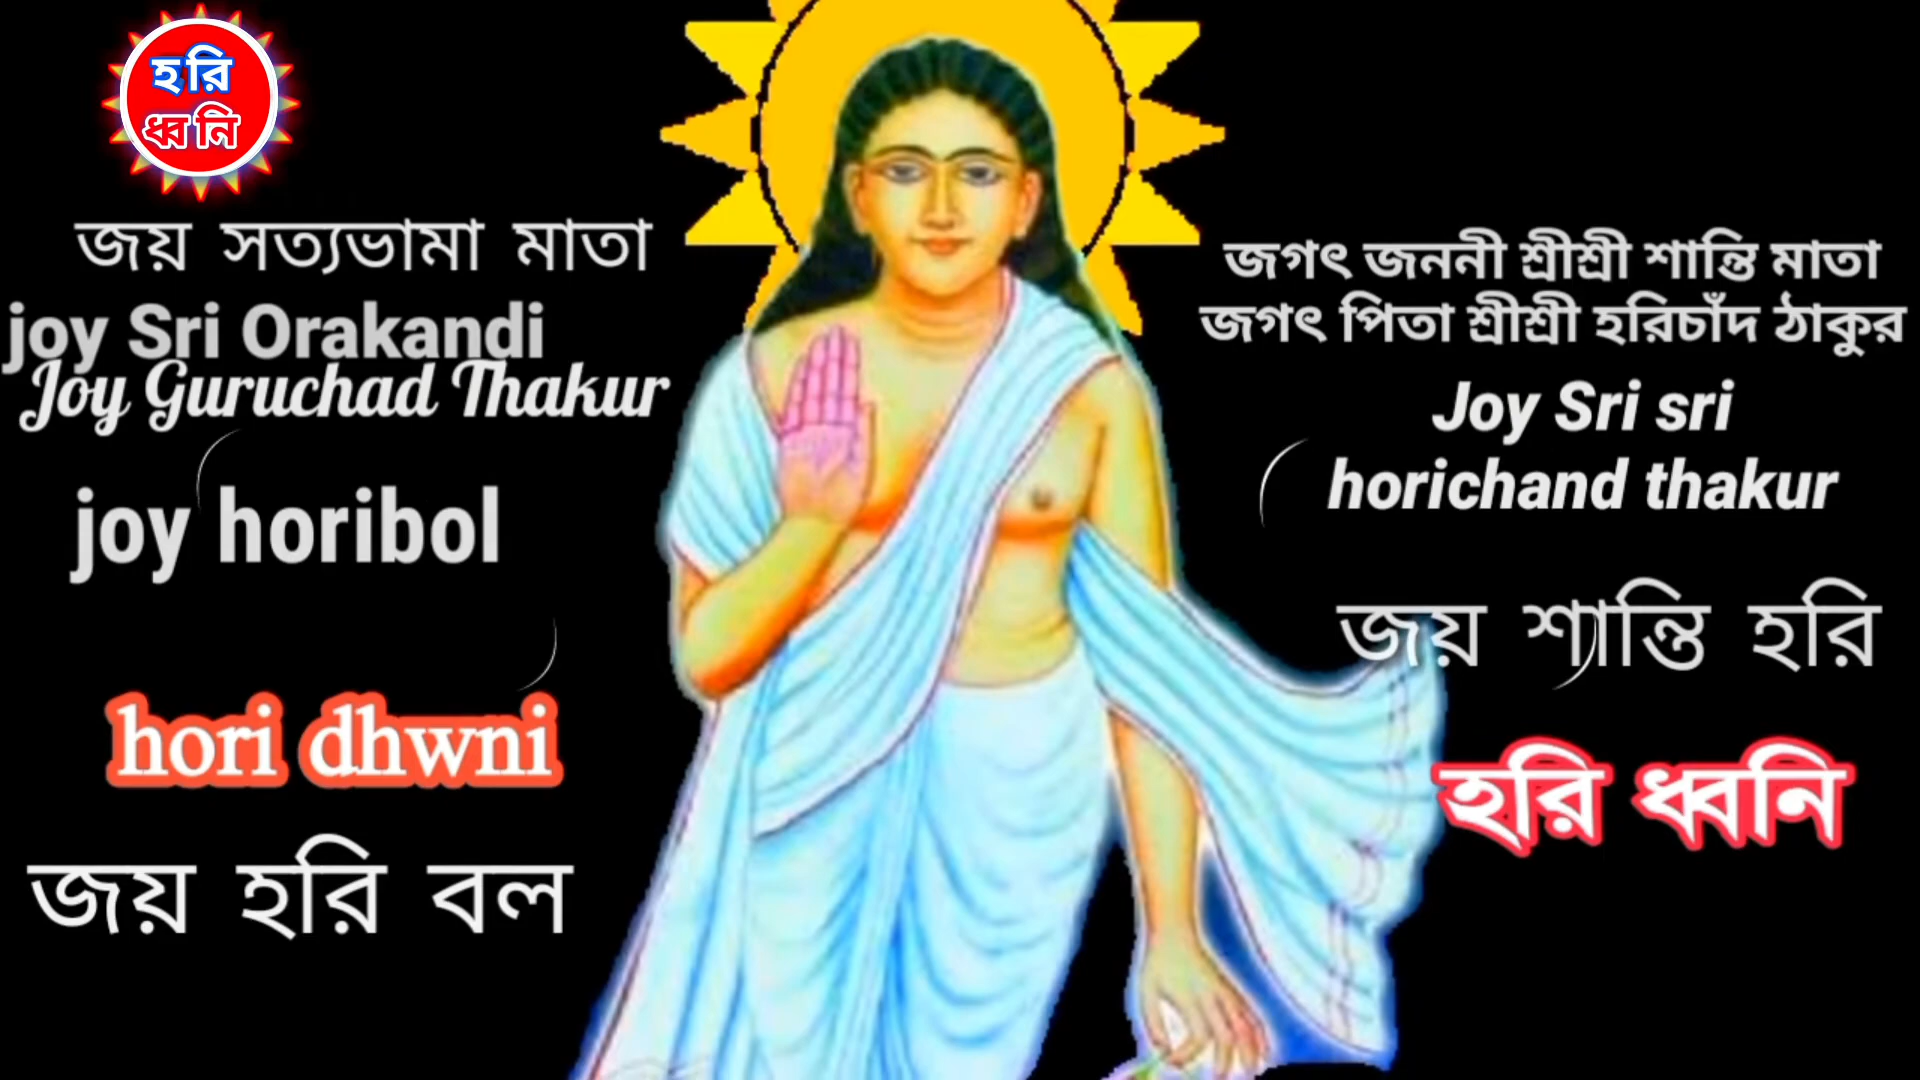 হরি
ধ্বনি
জয় সত্যভামা মাতা
joy Sri Orakandi
Joy Guruchad Thakur
joy horibol
hori dhwni
জয় হরি বল
জগৎ জননী শ্রীশ্রী শান্তি মাতা
জগৎ পিতা শ্রীশ্রী হরিচাঁদ ঠাকুর
Joy Sri sri
horichand thakur
জয় শান্তি হরি
হরি ধ্বনি